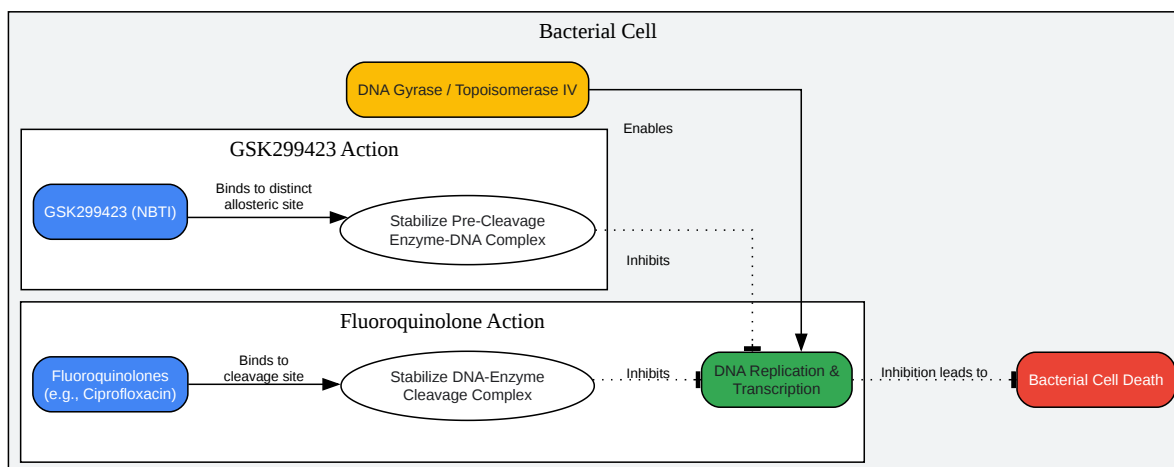 Bacterial Cell
DNA Gyrase / Topoisomerase IV
Enables
GSK299423 Action
GSK299423 (NBTI)
Binds to distinct
allosteric site
Stabilize Pre-Cleavage
Enzyme-DNA Complex
Inhibits
Fluoroquinolone Action
Fluoroquinolones
(e.g., Ciprofloxacin)
Binds to
cleavage site
Stabilize DNA-Enzyme
Cleavage Complex
Inhibits
DNA Replication &
Transcription
Inhibition leads to
Bacterial Cell Death